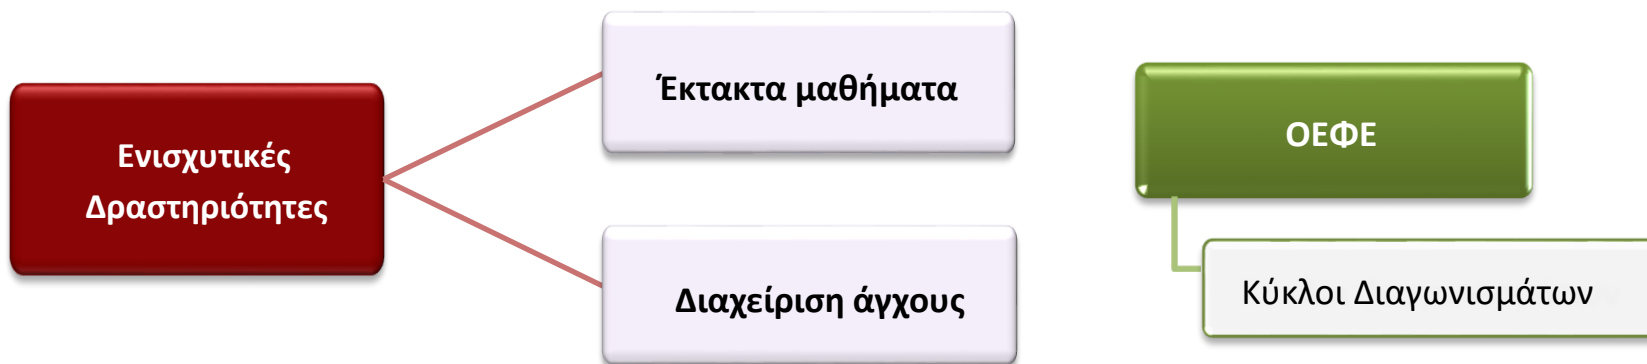 Ενισχυτικές
Δραστηριότητες
Έκτακτα μαθήματα
Διαχείριση άγχους
ΟΕΦΕ
Κύκλοι Διαγωνισμάτων